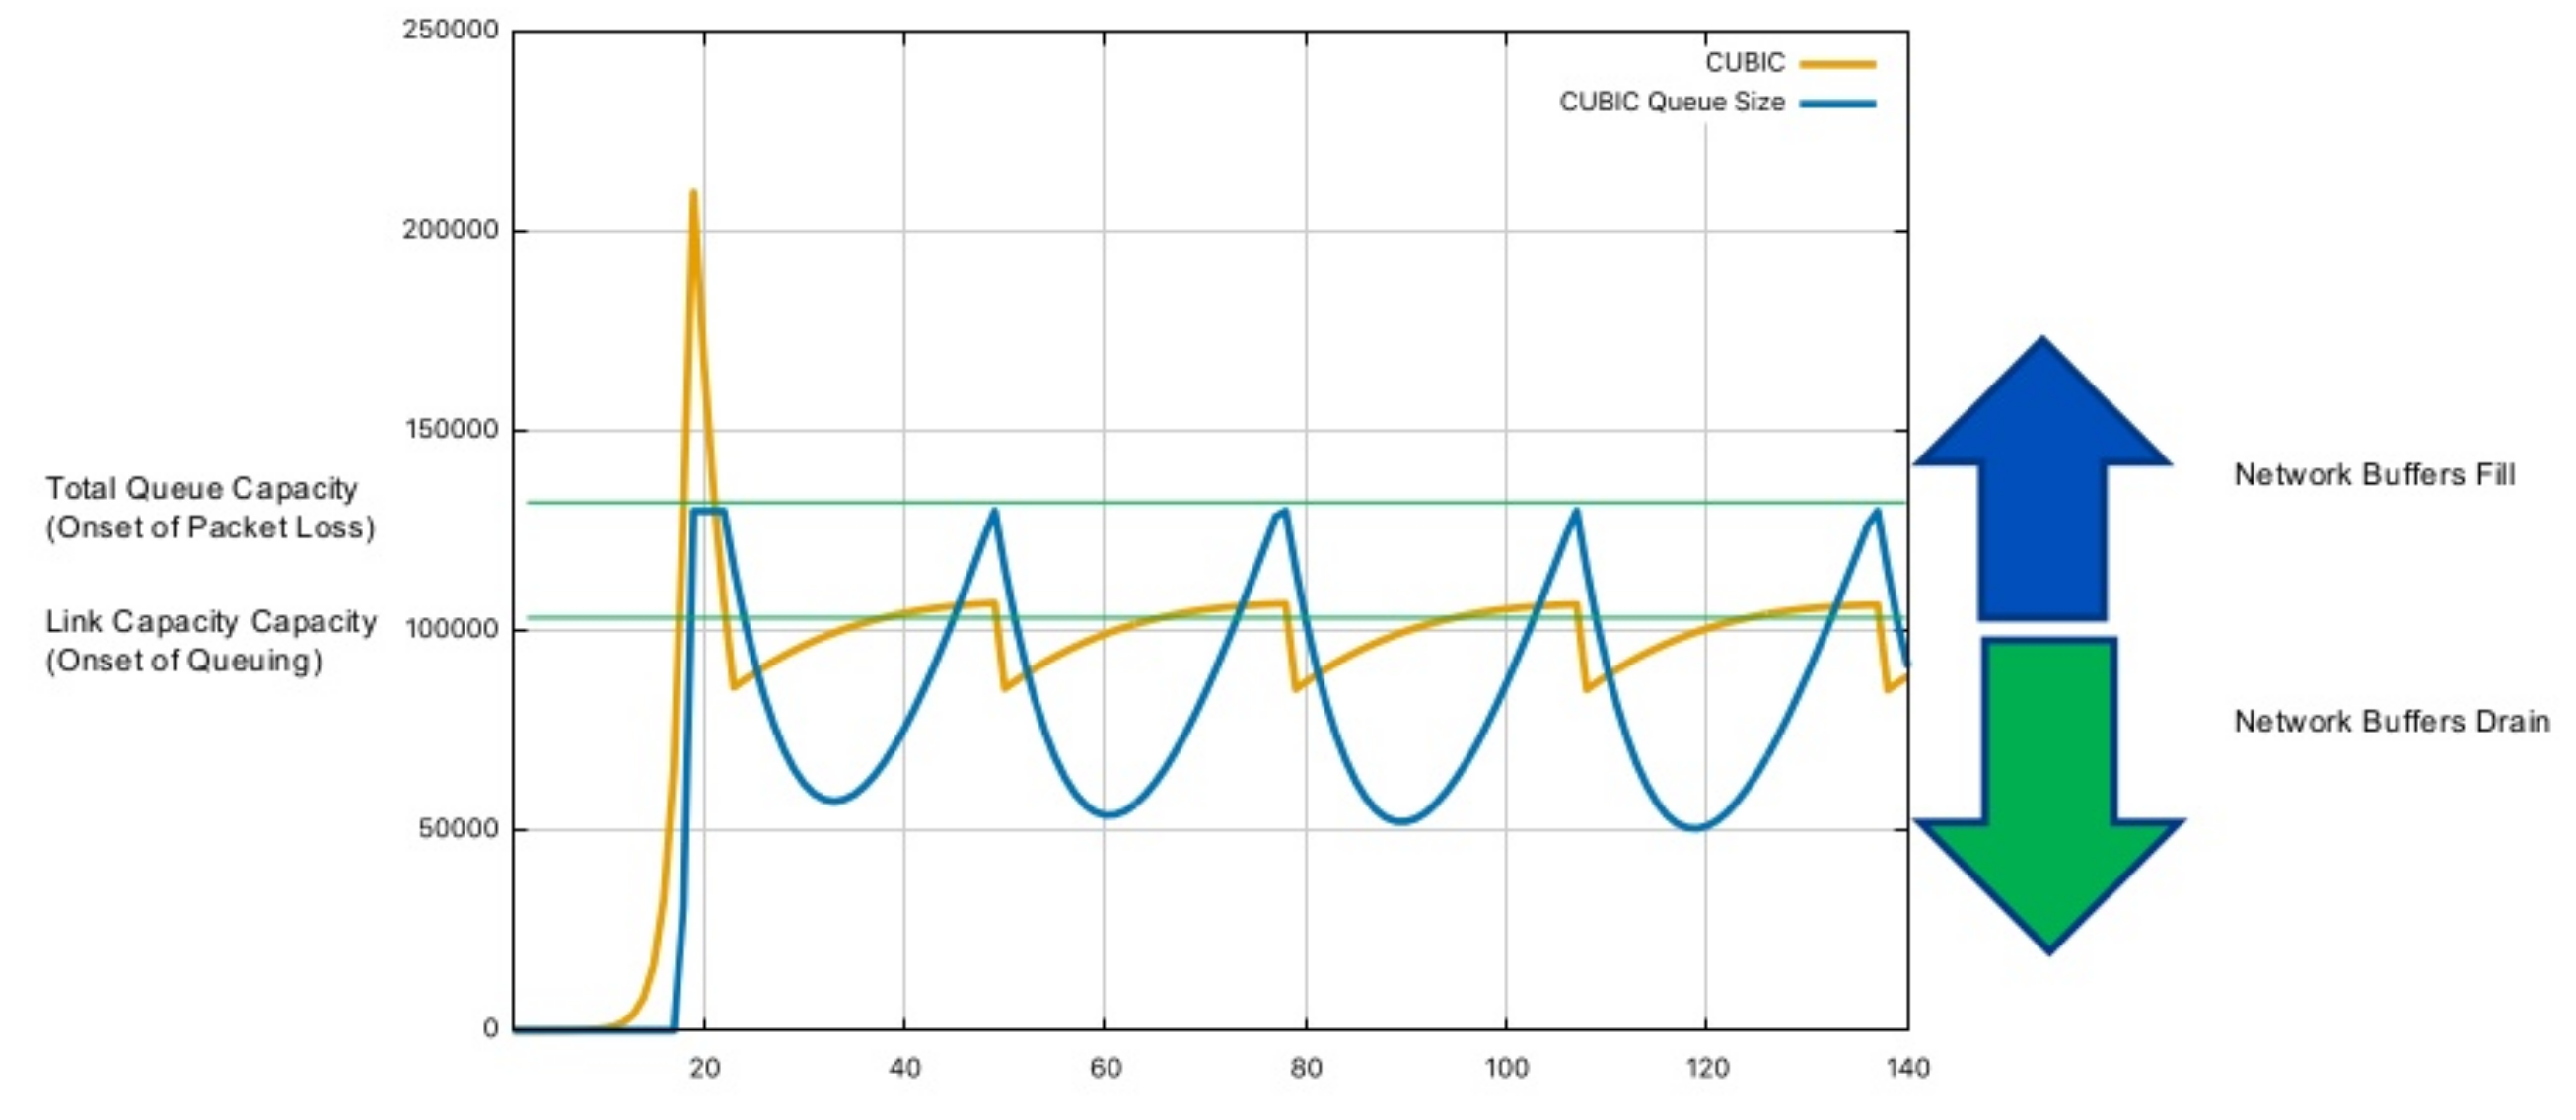 250000
CUBIC
CUBIC Queue Size
200000
150000
Total Queue Capacity
(Onset of Packet Loss)
Network Buffers Fill
Link Capacity Capacity
(Onset of Queuing)
100000
Network Buffers Drain
50000
0
20 40 60 80 100 120 140